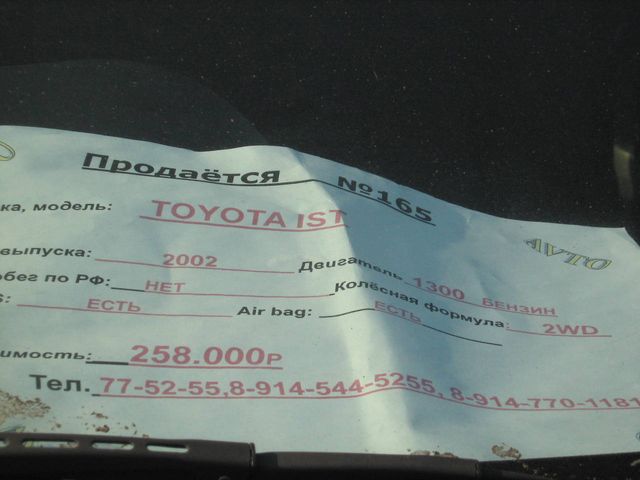 Продаётся №165
ка, модель: TOYOTA IST
AVTO
выпуска: 2002 Двигатель 1300 БЕНЗИН
бег по РФ: НЕТ Колёсная формула: 2WD
s: ЕСТЬ Air bag: ЕСТЬ
имость: 258.000Р
Тел. 77-52-55,8-914-544-5255, 8-914-770-1181